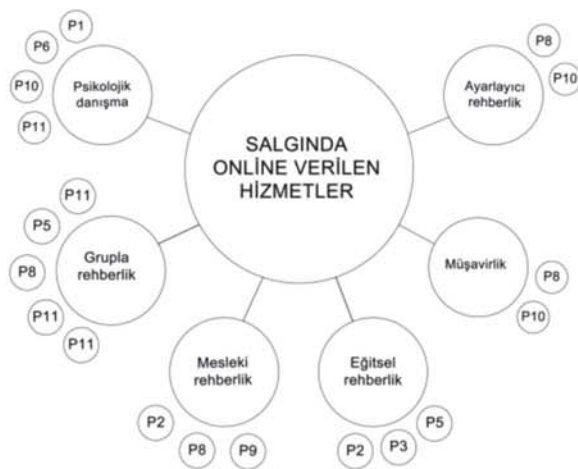 SALGINDA
ONLİNE VERİLEN
HİZMETLER
Psikolojik
danışma
P1
P6
P10
P11
Grupla
rehberlik
P11
P5
P8
P11
P11
Mesleki
rehberlik
P2
P8
P9
Eğitsel
rehberlik
P2
P3
P5
Müşavirlik
P8
P10
Ayarlayıcı
rehberlik
P8
P10